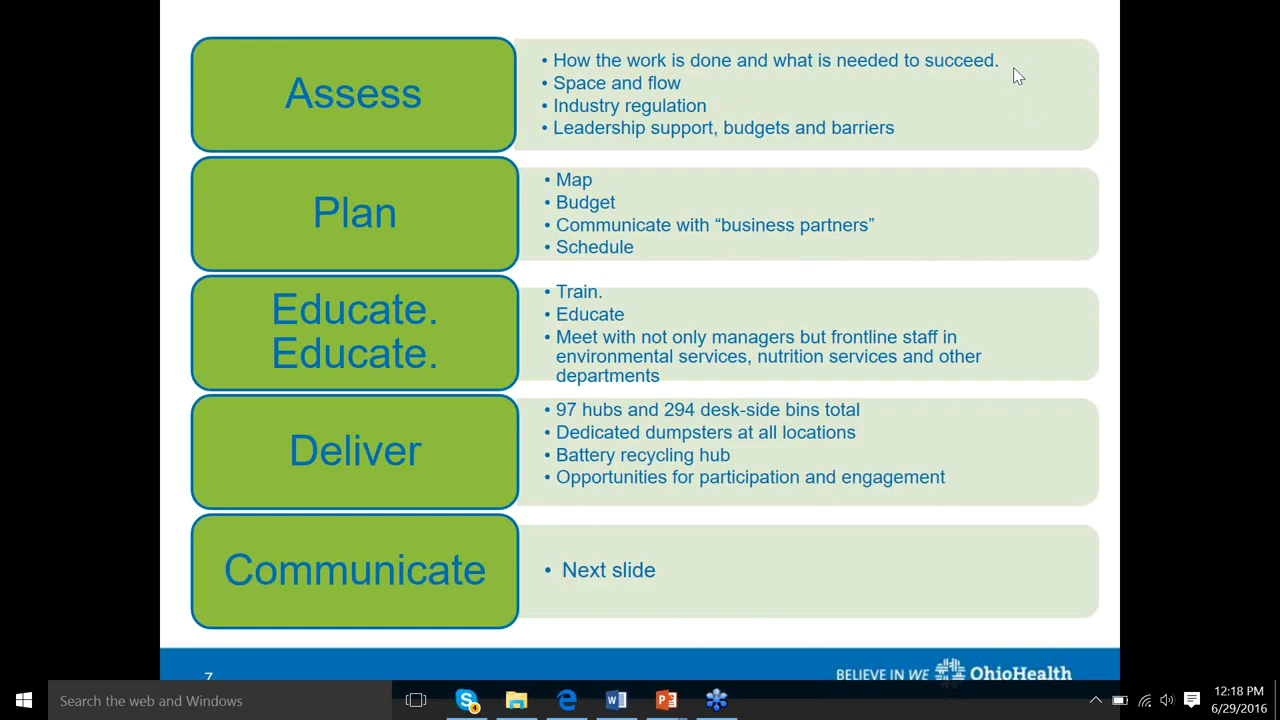 Assess
• How the work is done and what is needed to succeed.
• Space and flow
• Industry regulation
• Leadership support, budgets and barriers
Plan
• Map
• Budget
• Communicate with “business partners”
• Schedule
Educate.
Educate.
• Train.
• Educate
• Meet with not only managers but frontline staff in
environmental services, nutrition services and other
departments
Deliver
• 97 hubs and 294 desk-side bins total
• Dedicated dumpsters at all locations
• Battery recycling hub
• Opportunities for participation and engagement
Communicate
• Next slide
7
BELIEVE IN WE OhioHealth
Search the web and Windows
12:18 PM
6/29/2016